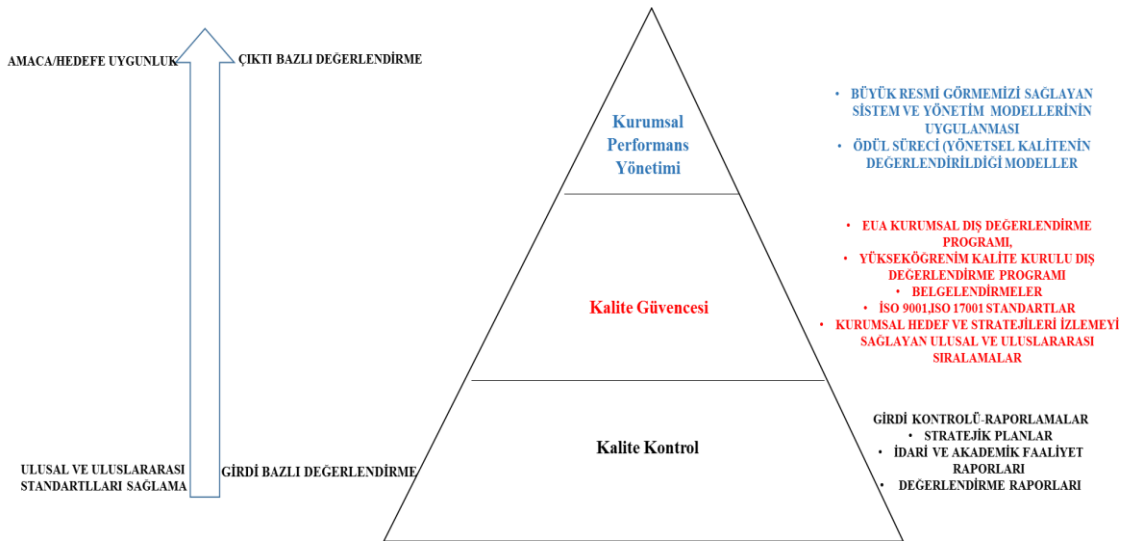 AMACA/HEDEFE UYGUNLUK
ÇIKTI BAZLI DEĞERLENDİRME
ULUSAL VE ULUSLARARASI
STANDARTLLARI SAĞLAMA
GİRDİ BAZLI DEĞERLENDİRME
Kurumsal
Performans
Yönetimi
• BÜYÜK RESMİ GÖRMEMİZİ SAĞLAYAN
SİSTEM VE YÖNETİM MODELLERİNİN
UYGULANMASI
• ÖDÜL SÜRECİ (YÖNETSEL KALİTENİN
DEĞERLENDİRİLDİĞİ MODELLER
Kalite Güvencesi
• EUA KURUMSAL DIŞ DEĞERLENDİRME
PROGRAMI,
• YÜKSEKÖĞRENİM KALİTE KURULU DIŞ
DEĞERLENDİRME PROGRAMI
• BELGELENDİRMELER
• İSO 9001,ISO 17001 STANDARTLAR
• KURUMSAL HEDEF VE STRATEJİLERİ İZLEMEYİ
SAĞLAYAN ULUSAL VE ULUSLARARASI
SIRALAMALAR
Kalite Kontrol
GİRDİ KONTROLÜ-RAPORLAMALAR
• STRATEJİK PLANLAR
• İDARİ VE AKADEMİK FAALİYET
RAPORLARI
• DEĞERLENDİRME RAPORLARI